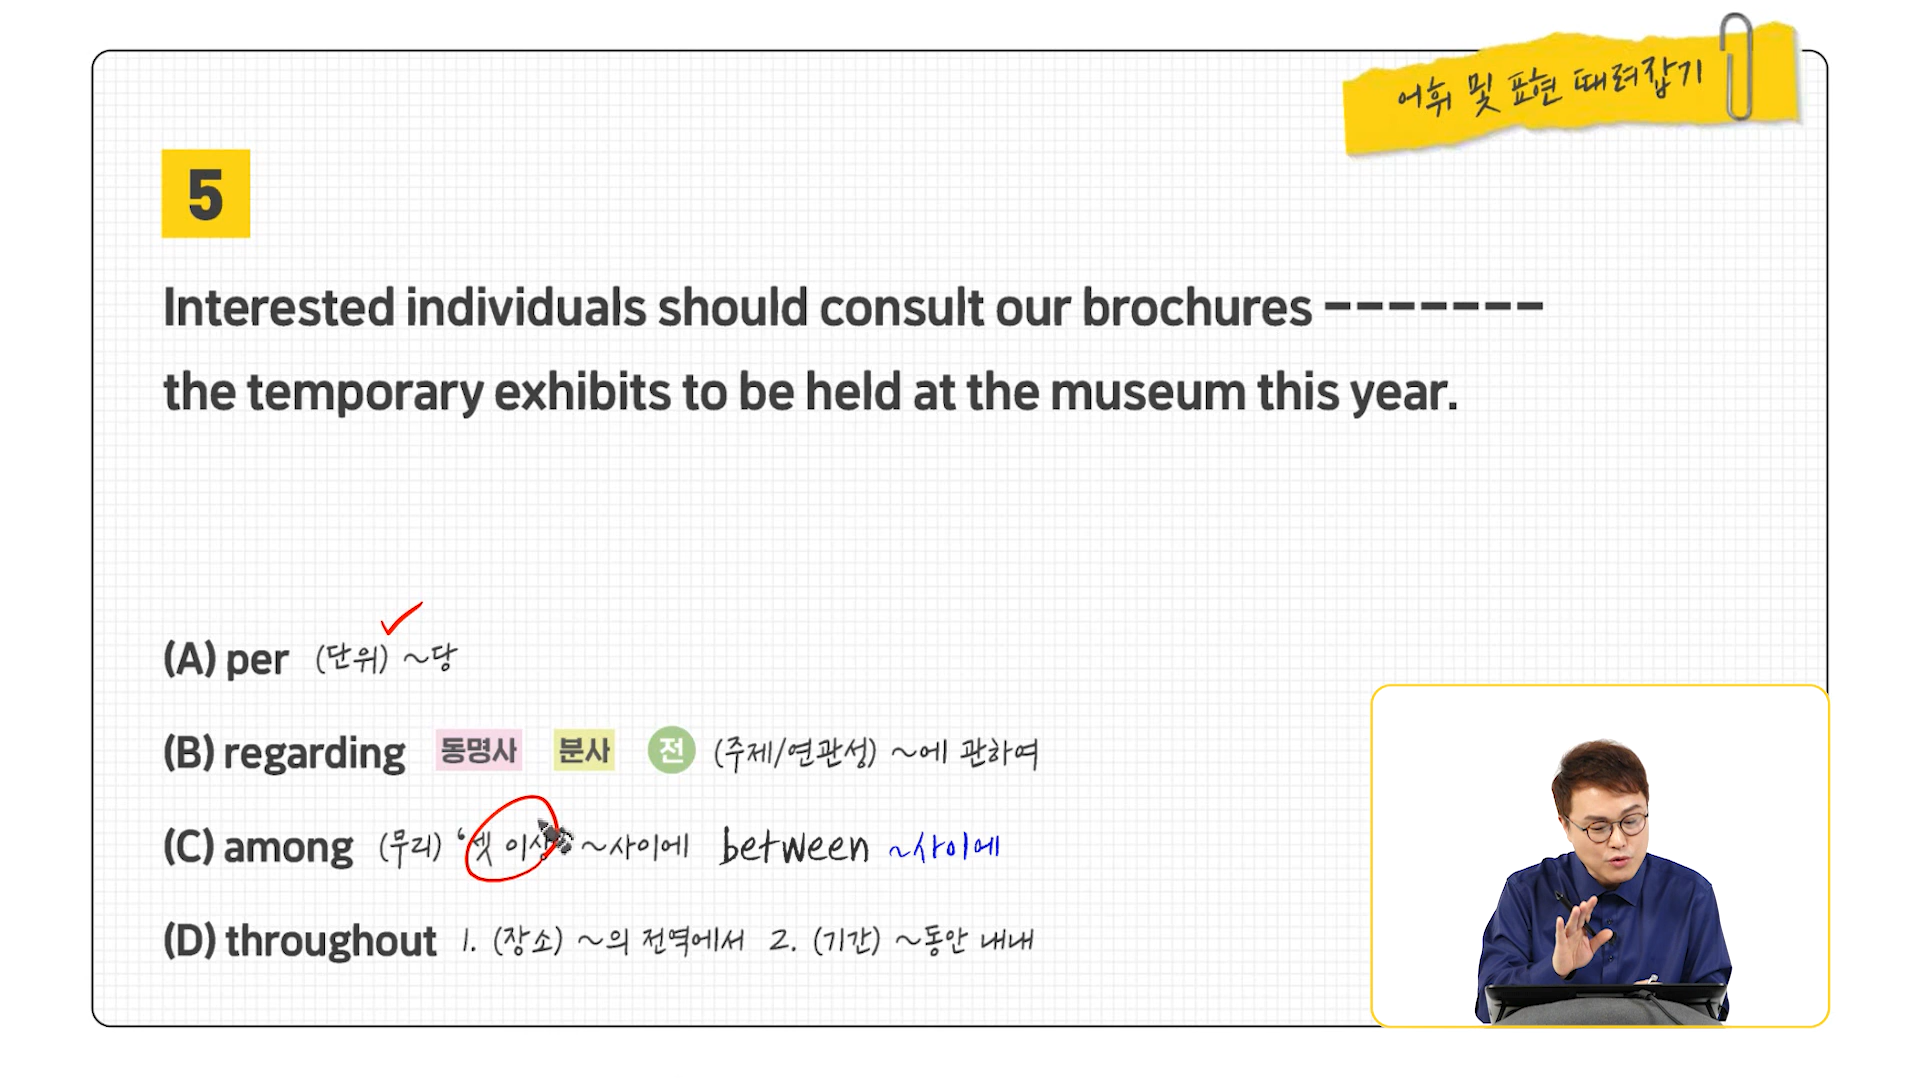 어휘 및 표현 때려잡기
5
Interested individuals should consult our brochures -------
the temporary exhibits to be held at the museum this year.
(A) per (단위) ~당
(B) regarding 동명사 분사 전 (주제/연관성) ~에 관하여
(C) among (무리) ‘셋 이상 ~사이에 between ~사이에
(D) throughout 1. (장소) ~의 전역에서 2. (기간) ~동안 내내